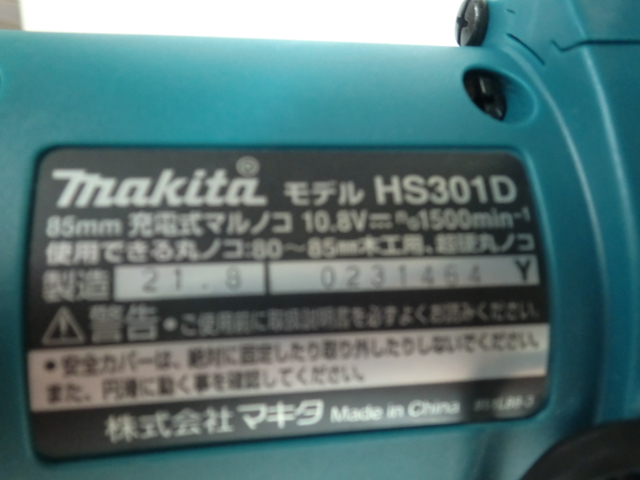 makita® モデル HS301D
85mm 充電式マルノコ 10.8V⎓ n₀1500min⁻¹
使用できる丸ノコ:80〜85mm木工用、超硬丸ノコ
製造 21.8 0231464 Y
⚠警告 •ご使用前に取扱説明書を必ずよくお読みください。
•安全カバーは、絶対に固定したり取り外したりしないでください。
また、円滑に動く事を確認してください。
株式会社 マキタ Made in China